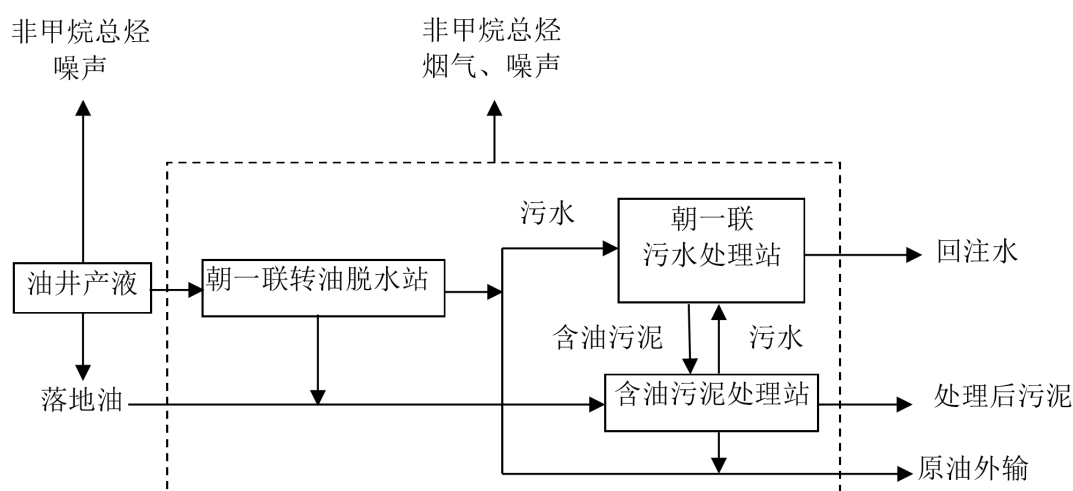 非甲烷总烃
噪声
非甲烷总烃
烟气、噪声
污水
朝一联
污水处理站
回注水
油井产液
朝一联转油脱水站
含油污泥
污水
落地油
含油污泥处理站
处理后污泥
原油外输